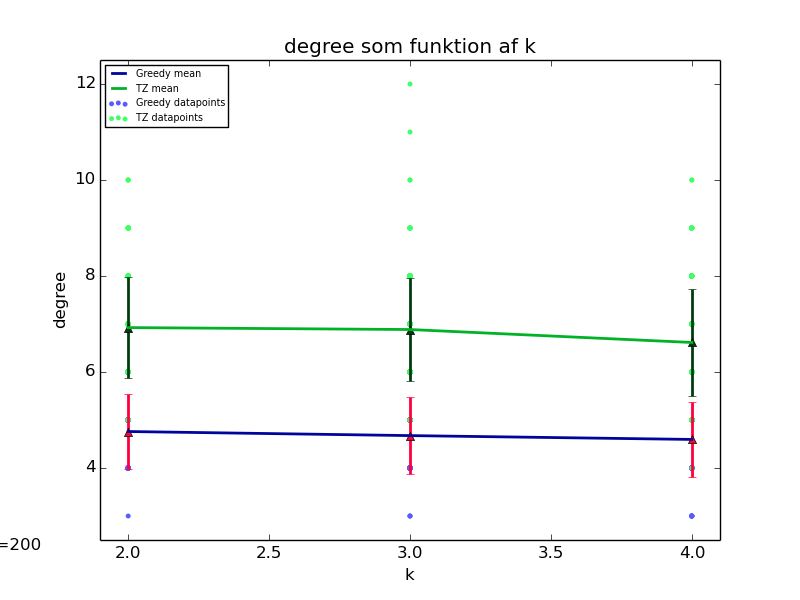 degree som funktion af k
Greedy mean
TZ mean
Greedy datapoints
TZ datapoints
12
10
8
6
4
degree
=200
2.0 2.5 3.0 3.5 4.0
k